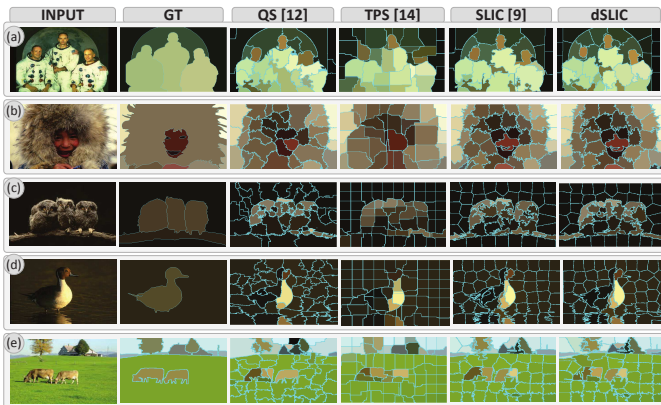 INPUT GT QS [12] TPS [14] SLIC [9] dSLIC
(a)
(b)
(c)
(d)
(e)